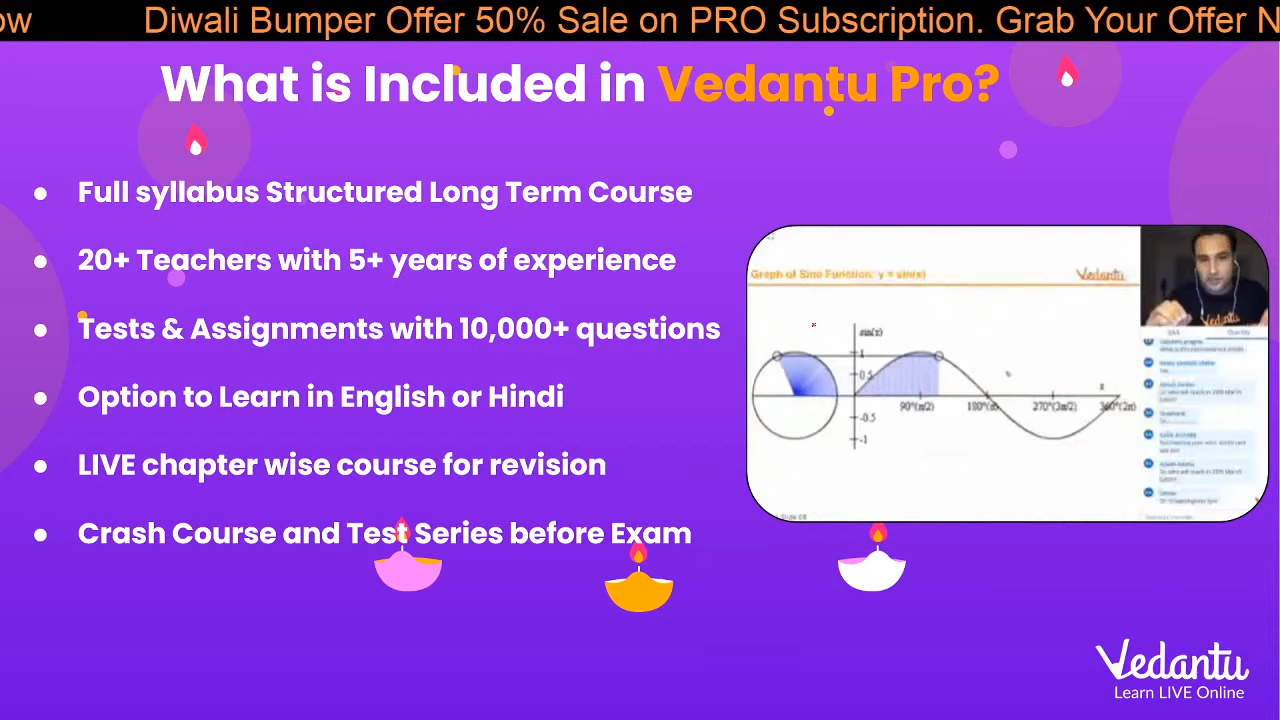 ow Diwali Bumper Offer 50% Sale on PRO Subscription. Grab Your Offer N
What is Included in Vedantu Pro?
● Full syllabus Structured Long Term Course
● 20+ Teachers with 5+ years of experience
● Tests & Assignments with 10,000+ questions
● Option to Learn in English or Hindi
● LIVE chapter wise course for revision
● Crash Course and Test Series before Exam
Graph of Sine Function: y = sin(x)
Vedantu
Vedantu
sin(x)
1
0.5
x
90°(π/2) 180°(π) 270°(3π/2) 360°(2π)
-0.5
-1
Vedantu
Learn LIVE Online